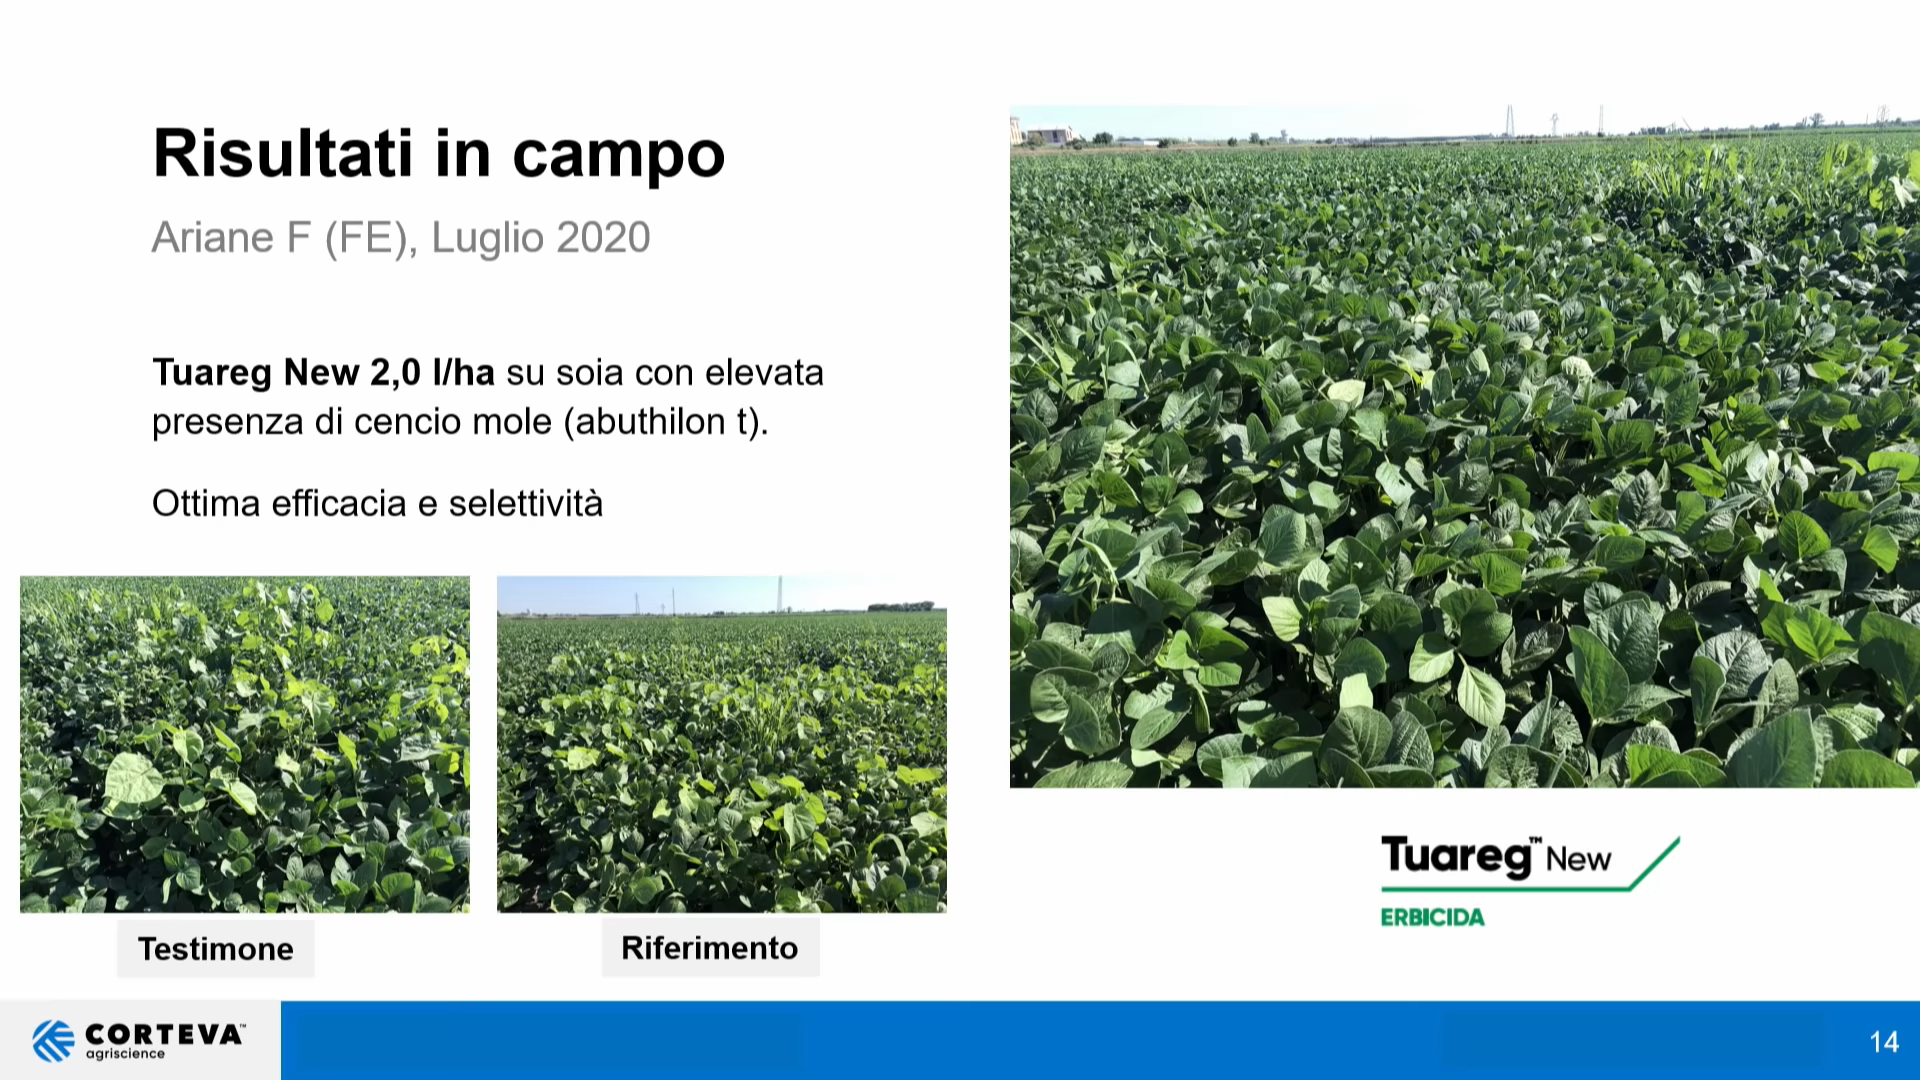 Risultati in campo
Ariane F (FE), Luglio 2020
Tuareg New 2,0 l/ha su soia con elevata
presenza di cencio mole (abuthilon t).
Ottima efficacia e selettività
Testimone
Riferimento
Tuareg™ New
ERBICIDA
CORTEVA™
agriscience
14